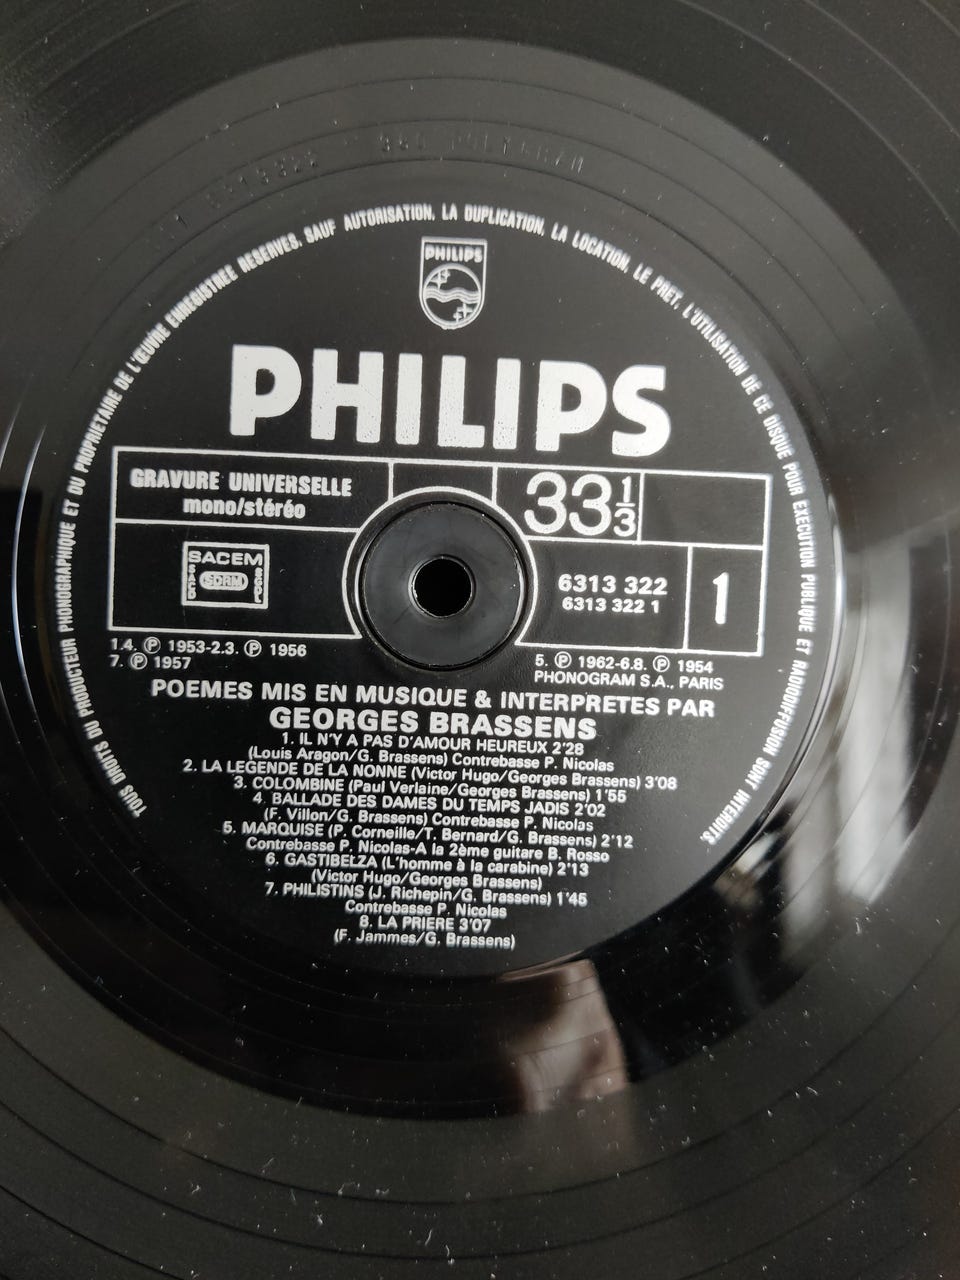 TOUS DROITS DU PRODUCTEUR PHONOGRAPHIQUE ET DU PROPRIETAIRE DE L'ŒUVRE ENREGISTREE RESERVES. SAUF AUTORISATION, LA DUPLICATION, LA LOCATION, LE PRET, L'UTILISATION DE CE DISQUE POUR EXECUTION PUBLIQUE ET RADIODIFFUSION SONT INTERDITS.
PHILIPS
PHILIPS
GRAVURE UNIVERSELLE
mono/stéréo
33 1/3
SACEM
SACD
SDRM
SGDL
6313 322
6313 322 1
1
1.4. Ⓟ 1953-2.3. Ⓟ 1956
7. Ⓟ 1957
5. Ⓟ 1962-6.8. Ⓟ 1954
PHONOGRAM S.A., PARIS
POEMES MIS EN MUSIQUE & INTERPRETES PAR
GEORGES BRASSENS
1. IL N'Y A PAS D'AMOUR HEUREUX 2'28
(Louis Aragon/G. Brassens) Contrebasse P. Nicolas
2. LA LEGENDE DE LA NONNE (Victor Hugo/Georges Brassens) 3'08
3. COLOMBINE (Paul Verlaine/Georges Brassens) 1'55
4. BALLADE DES DAMES DU TEMPS JADIS 2'02
(F. Villon/G. Brassens) Contrebasse P. Nicolas
5. MARQUISE (P. Corneille/T. Bernard/G. Brassens) 2'12
Contrebasse P. Nicolas-A la 2ème guitare B. Rosso
6. GASTIBELZA (L'homme à la carabine) 2'13
(Victor Hugo/Georges Brassens)
7. PHILISTINS (J. Richepin/G. Brassens) 1'45
Contrebasse P. Nicolas
8. LA PRIERE 3'07
(F. Jammes/G. Brassens)